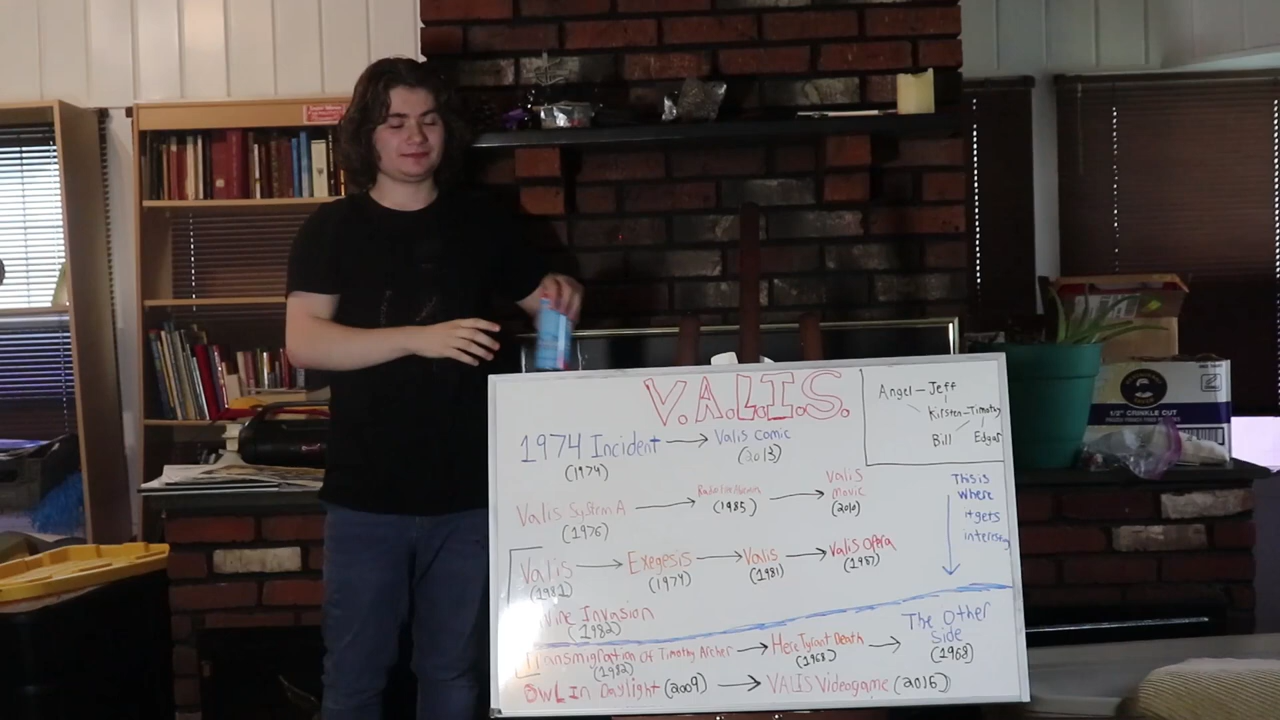 V.A.L.I.S.
Angel — Jeff
Kirsten — Timothy
Bill Edgar
1974 Incident → Valis Comic
(1974) (2013)
Valis System A → → Valis Movie
(1976) (1985) (2010)
This is
where
it gets
interesting
Valis → Exegesis → Valis → Valis Opera
(1981) (1974) (1981) (1987)
Invasion
(1982)
Transmigration Of Timothy Archer → Here Tyrant Death → The Other Side
(1982) (1968) (1968)
OWL In Daylight (2009) → VALIS Videogame (2016)
1/2" CRINKLE CUT